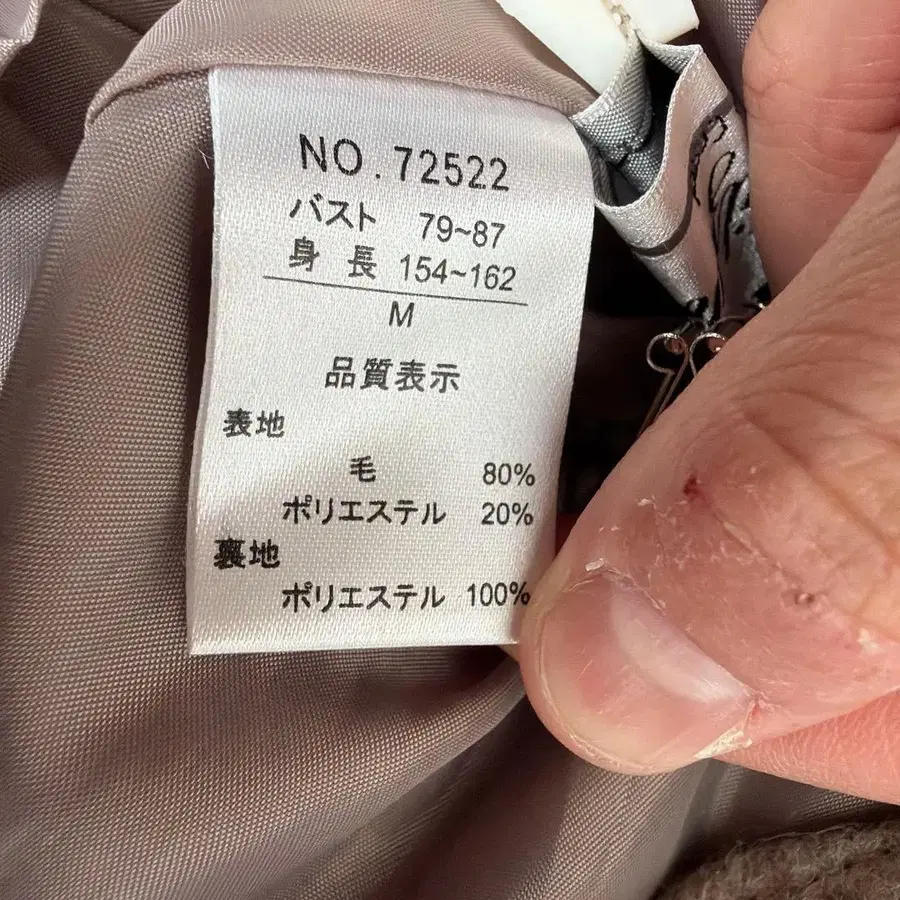 NO.72522
バスト 79~87
身長 154~162
M
品質表示
表地
毛 80%
ポリエステル 20%
裏地
ポリエステル 100%